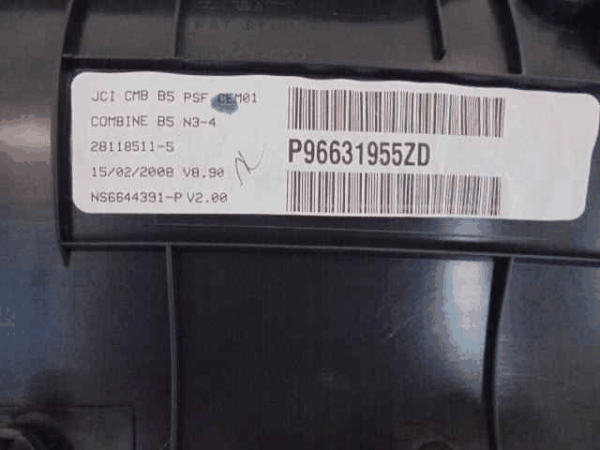 JCI CMB B5 PSF CEM01
COMBINE B5 N3-4
28118511-5
15/02/2008 V8.90
NS6644391-P V2.00
P96631955ZD